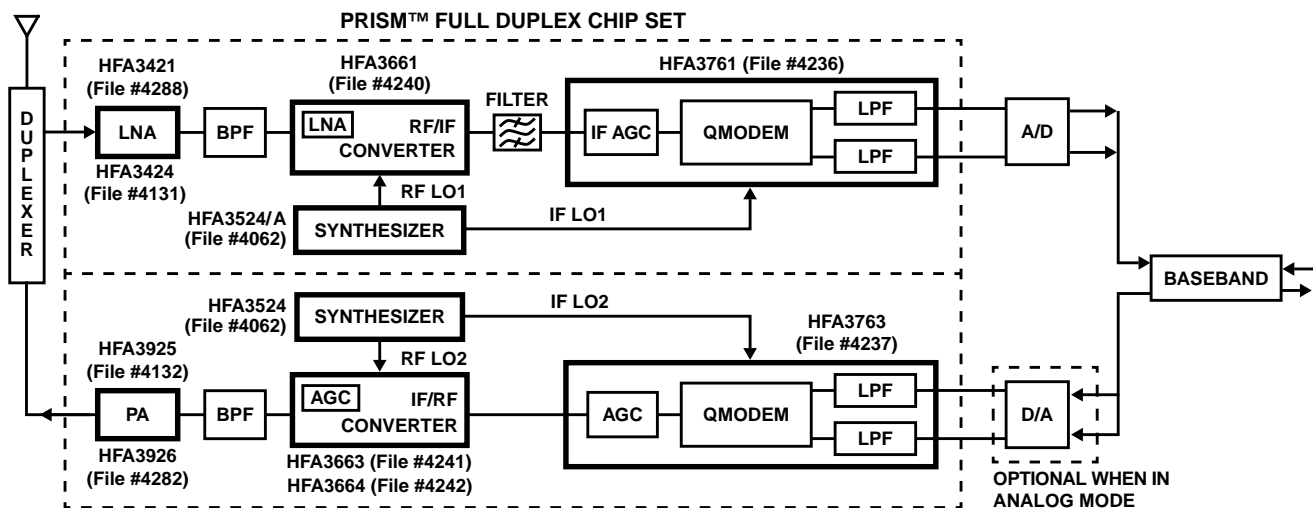 PRISM™ FULL DUPLEX CHIP SET
DUPLEXER
HFA3421
(File #4288)
LNA
HFA3424
(File #4131)
BPF
HFA3661
(File #4240)
LNA
RF/IF
CONVERTER
FILTER
HFA3761 (File #4236)
IF AGC
QMODEM
LPF
LPF
A/D
RF LO1
HFA3524/A
(File #4062)
SYNTHESIZER
IF LO1
BASEBAND
HFA3524
(File #4062)
SYNTHESIZER
IF LO2
RF LO2
HFA3925
(File #4132)
PA
HFA3926
(File #4282)
BPF
AGC
IF/RF
CONVERTER
HFA3663 (File #4241)
HFA3664 (File #4242)
HFA3763
(File #4237)
AGC
QMODEM
LPF
LPF
D/A
OPTIONAL WHEN IN
ANALOG MODE